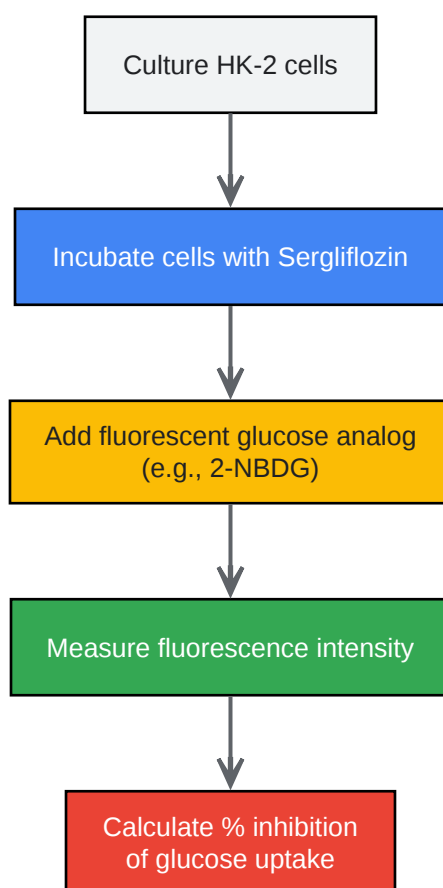 Culture HK-2 cells
Incubate cells with Sergliflozin
Add fluorescent glucose analog
(e.g., 2-NBDG)
Measure fluorescence intensity
Calculate % inhibition
of glucose uptake